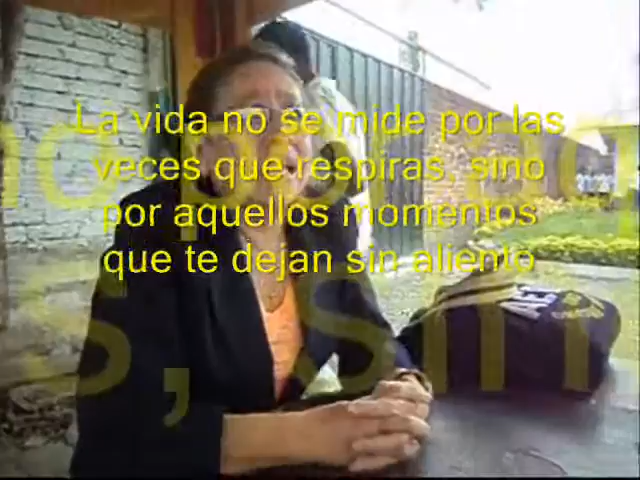 La vida no se mide por las
veces que respiras, sino
por aquellos momentos
que te dejan sin aliento